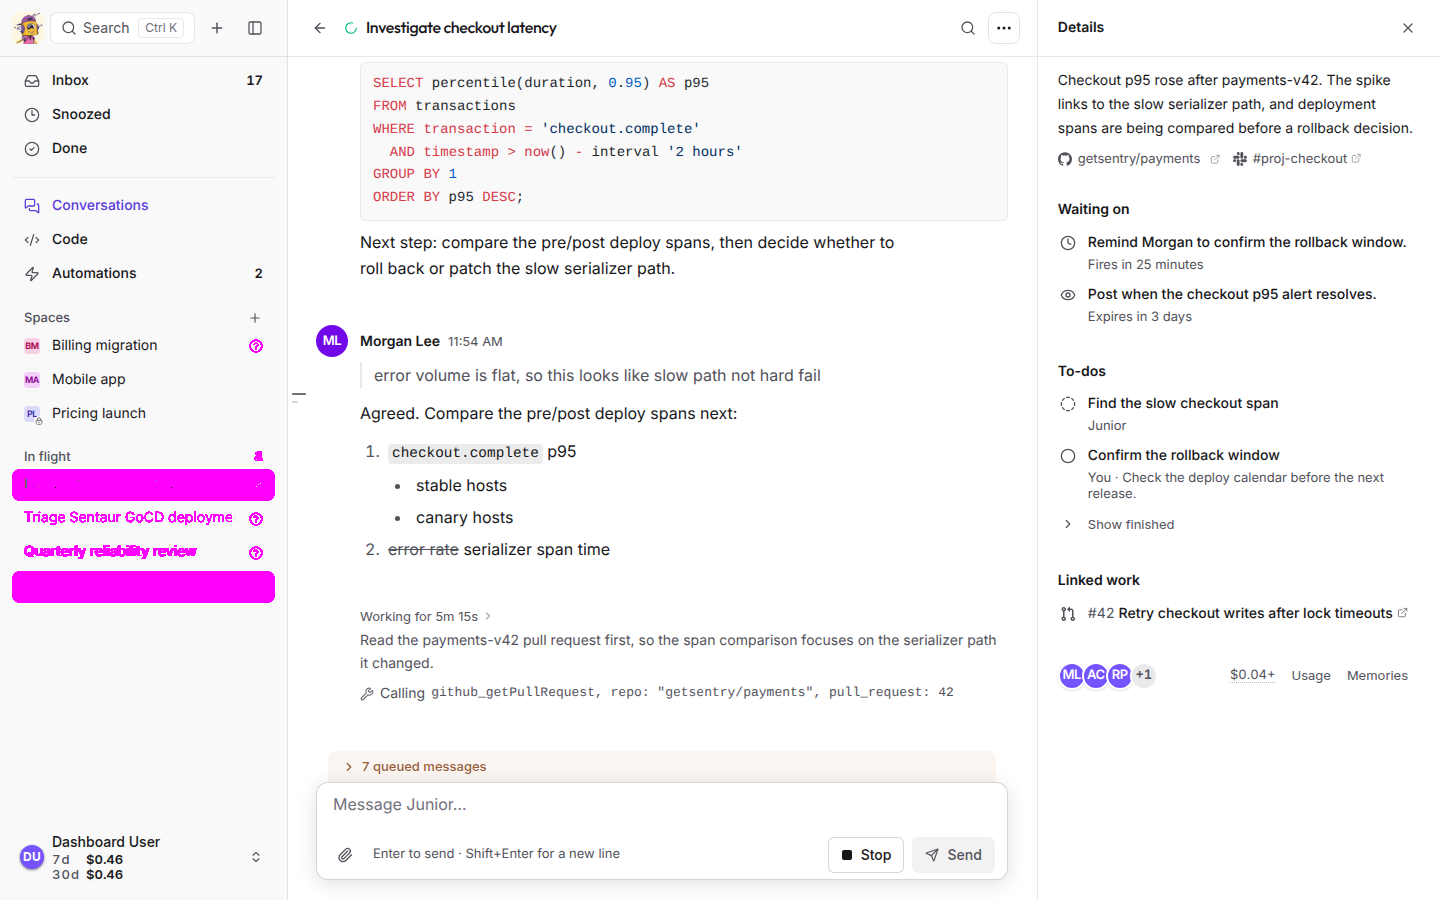 Search Ctrl K
Inbox 17
Snoozed
Done
Conversations
Code
Automations 2
Spaces
BM Billing migration
MA Mobile app
PL Pricing launch
In flight
Triage Sentaur GoCD deployme
Quarterly reliability review
DU Dashboard User
7d $0.46
30d $0.46
Investigate checkout latency
SELECT percentile(duration, 0.95) AS p95
FROM transactions
WHERE transaction = 'checkout.complete'
AND timestamp > now() - interval '2 hours'
GROUP BY 1
ORDER BY p95 DESC;
Next step: compare the pre/post deploy spans, then decide whether to
roll back or patch the slow serializer path.
ML Morgan Lee 11:54 AM
error volume is flat, so this looks like slow path not hard fail
Agreed. Compare the pre/post deploy spans next:
1. checkout.complete p95
• stable hosts
• canary hosts
2. error rate serializer span time
Working for 5m 15s
Read the payments-v42 pull request first, so the span comparison focuses on the serializer path
it changed.
Calling github_getPullRequest, repo: "getsentry/payments", pull_request: 42
7 queued messages
Message Junior...
Enter to send · Shift+Enter for a new line
Stop
Send
Details
Checkout p95 rose after payments-v42. The spike
links to the slow serializer path, and deployment
spans are being compared before a rollback decision.
getsentry/payments #proj-checkout
Waiting on
Remind Morgan to confirm the rollback window.
Fires in 25 minutes
Post when the checkout p95 alert resolves.
Expires in 3 days
To-dos
Find the slow checkout span
Junior
Confirm the rollback window
You · Check the deploy calendar before the next
release.
Show finished
Linked work
#42 Retry checkout writes after lock timeouts
ML AC RP +1 $0.04+ Usage Memories